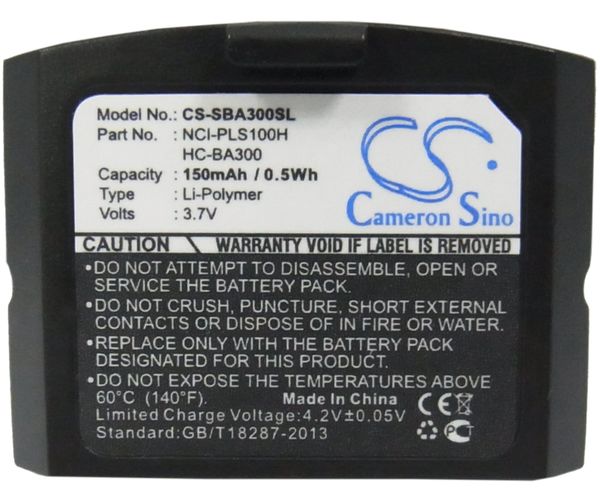 Model No.: CS-SBA300SL
Part No. : NCI-PLS100H
HC-BA300
Capacity : 150mAh / 0.5Wh
Type : Li-Polymer
Volts : 3.7V
CS
Cameron Sino
CAUTION / WARRANTY VOID IF LABEL IS REMOVED!
•DO NOT ATTEMPT TO DISASSEMBLE, OPEN OR
SERVICE THE BATTERY PACK.
•DO NOT CRUSH, PUNCTURE, SHORT EXTERNAL
CONTACTS OR DISPOSE OF IN FIRE OR WATER.
•REPLACE ONLY WITH THE BATTERY PACK
DESIGNATED FOR THIS EQUIPMENT.
•DO NOT EXPOSE TO TEMPERATURE ABOVE
60°C (140°F). Made In China
Limited Charge Voltage:4.2V±0.05V
Standard:GB/T18287-2013